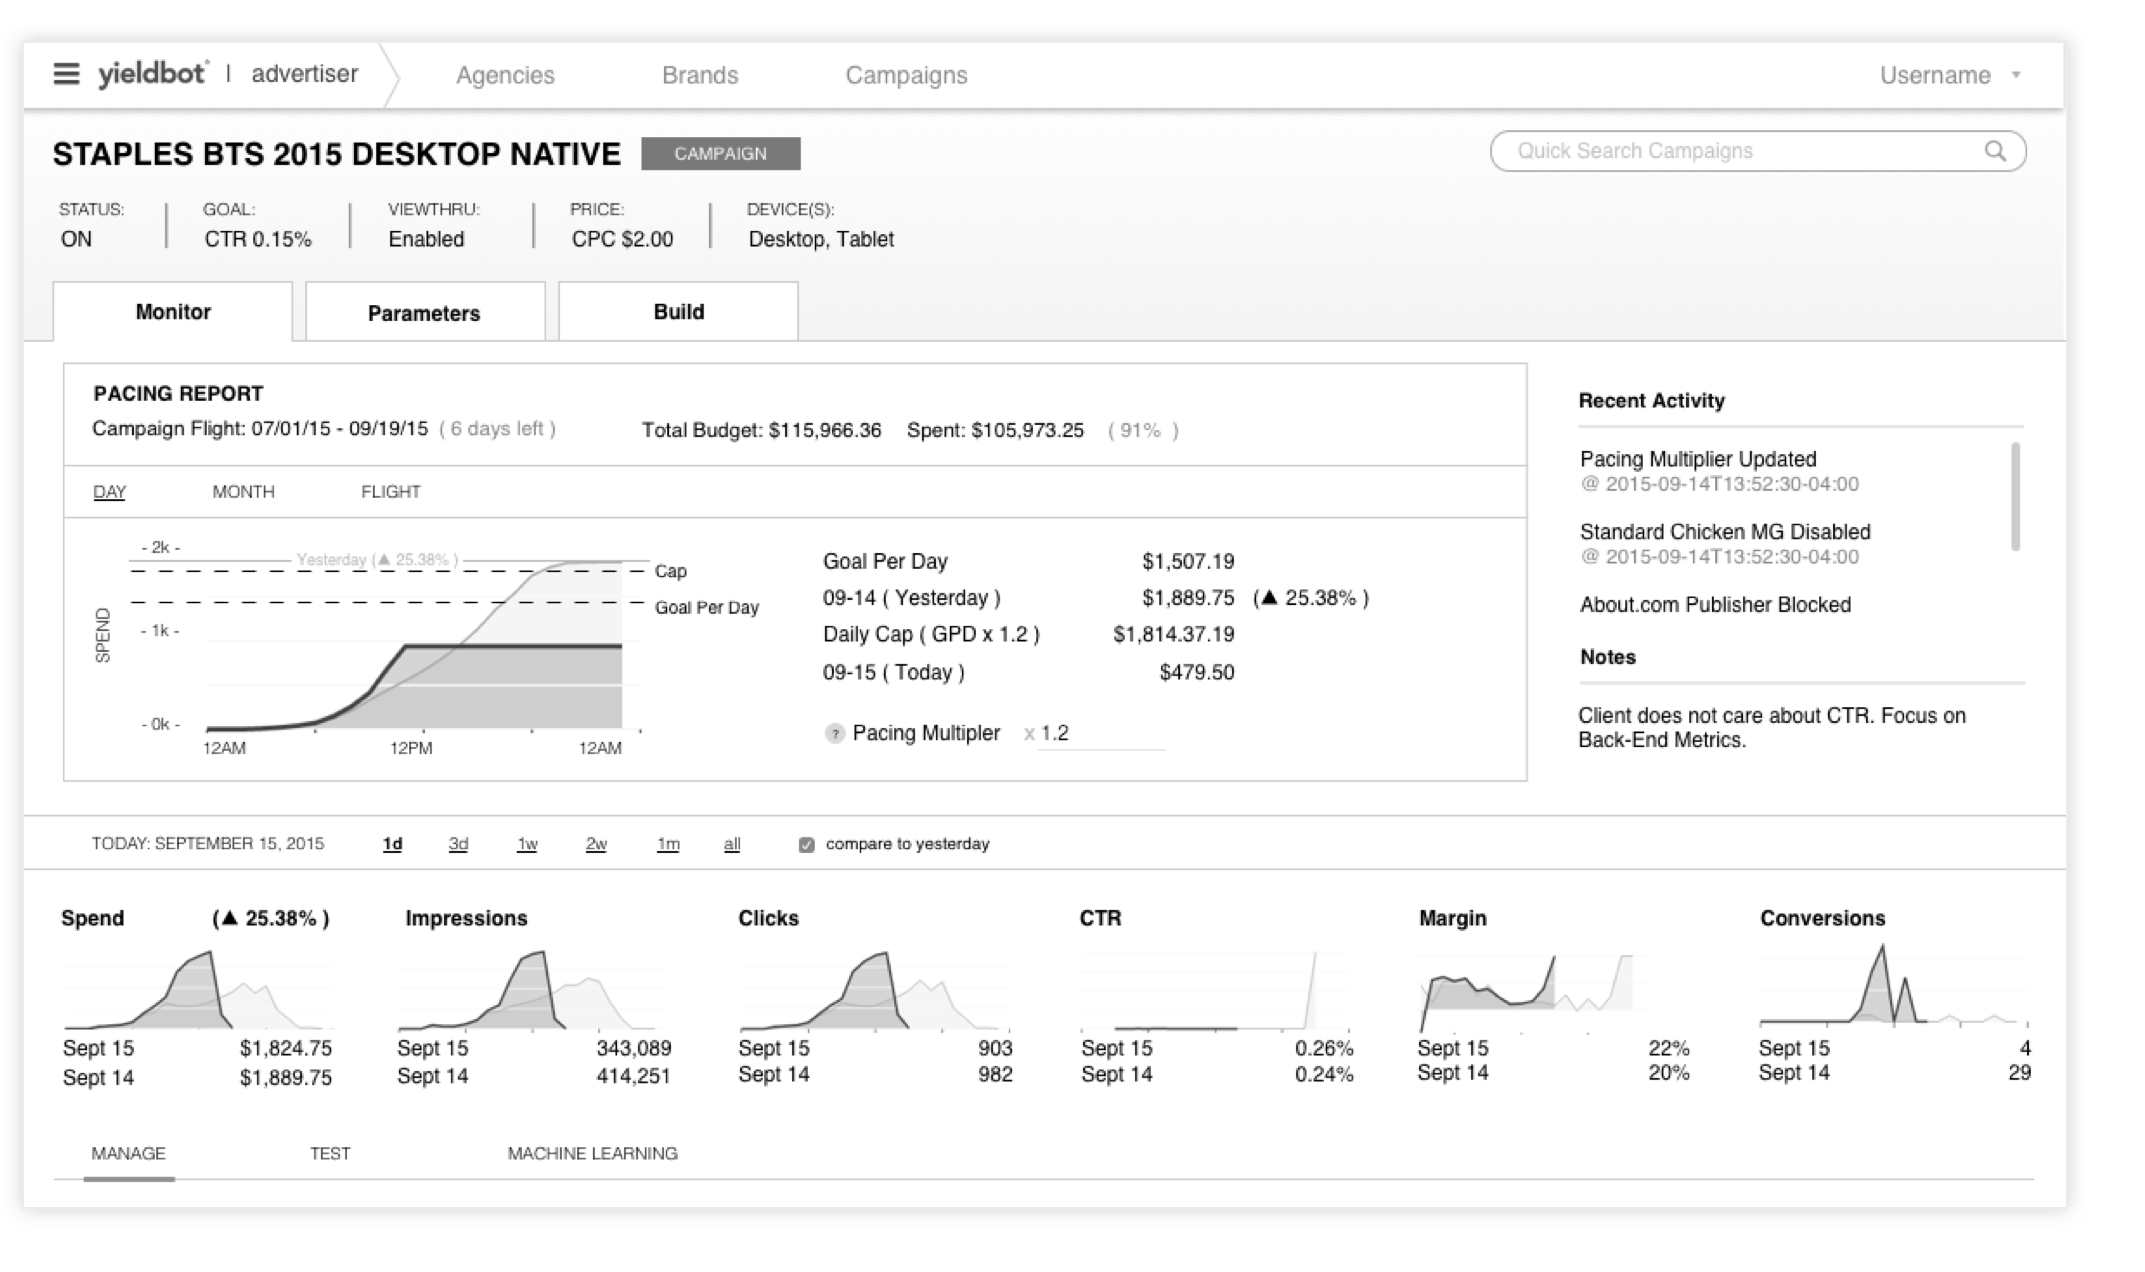 yieldbot | advertiser Agencies Brands Campaigns Username
STAPLES BTS 2015 DESKTOP NATIVE CAMPAIGN Quick Search Campaigns
STATUS: GOAL: VIEWTHRU: PRICE: DEVICE(S):
ON CTR 0.15% Enabled CPC $2.00 Desktop, Tablet
Monitor Parameters Build
PACING REPORT
Campaign Flight: 07/01/15 - 09/19/15 ( 6 days left ) Total Budget: $115,966.36 Spent: $105,973.25 ( 91% )
DAY MONTH FLIGHT
SPEND
- 2k -
- 1k -
- 0k -
Yesterday (▲ 25.38% )
Cap
Goal Per Day
12AM 12PM 12AM
Goal Per Day $1,507.19
09-14 ( Yesterday ) $1,889.75 (▲ 25.38% )
Daily Cap ( GPD x 1.2 ) $1,814.37.19
09-15 ( Today ) $479.50
? Pacing Multipler x 1.2
Recent Activity
Pacing Multiplier Updated
@ 2015-09-14T13:52:30-04:00
Standard Chicken MG Disabled
@ 2015-09-14T13:52:30-04:00
About.com Publisher Blocked
Notes
Client does not care about CTR. Focus on
Back-End Metrics.
TODAY: SEPTEMBER 15, 2015 1d 3d 1w 2w 1m all compare to yesterday
Spend (▲ 25.38% )
Sept 15 $1,824.75
Sept 14 $1,889.75
Impressions
Sept 15 343,089
Sept 14 414,251
Clicks
Sept 15 903
Sept 14 982
CTR
Sept 15 0.26%
Sept 14 0.24%
Margin
Sept 15 22%
Sept 14 20%
Conversions
Sept 15 4
Sept 14 29
MANAGE TEST MACHINE LEARNING